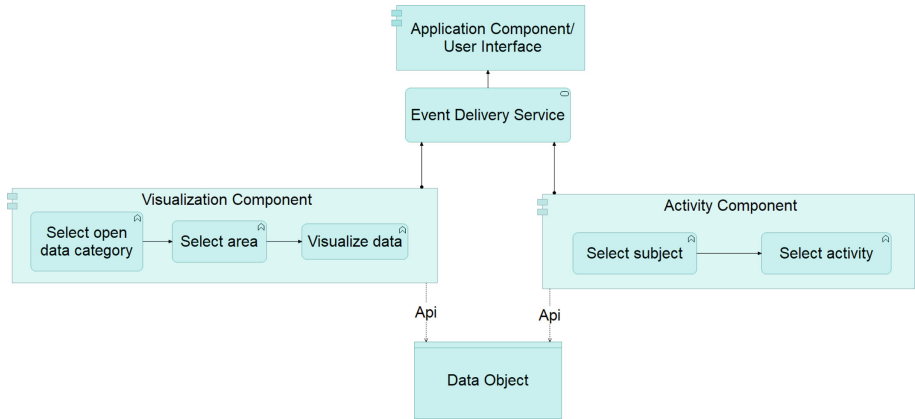 Application Component/
User Interface
Event Delivery Service
Visualization Component
Select open
data category
Select area
Visualize data
Activity Component
Select subject
Select activity
Api
Api
Data Object